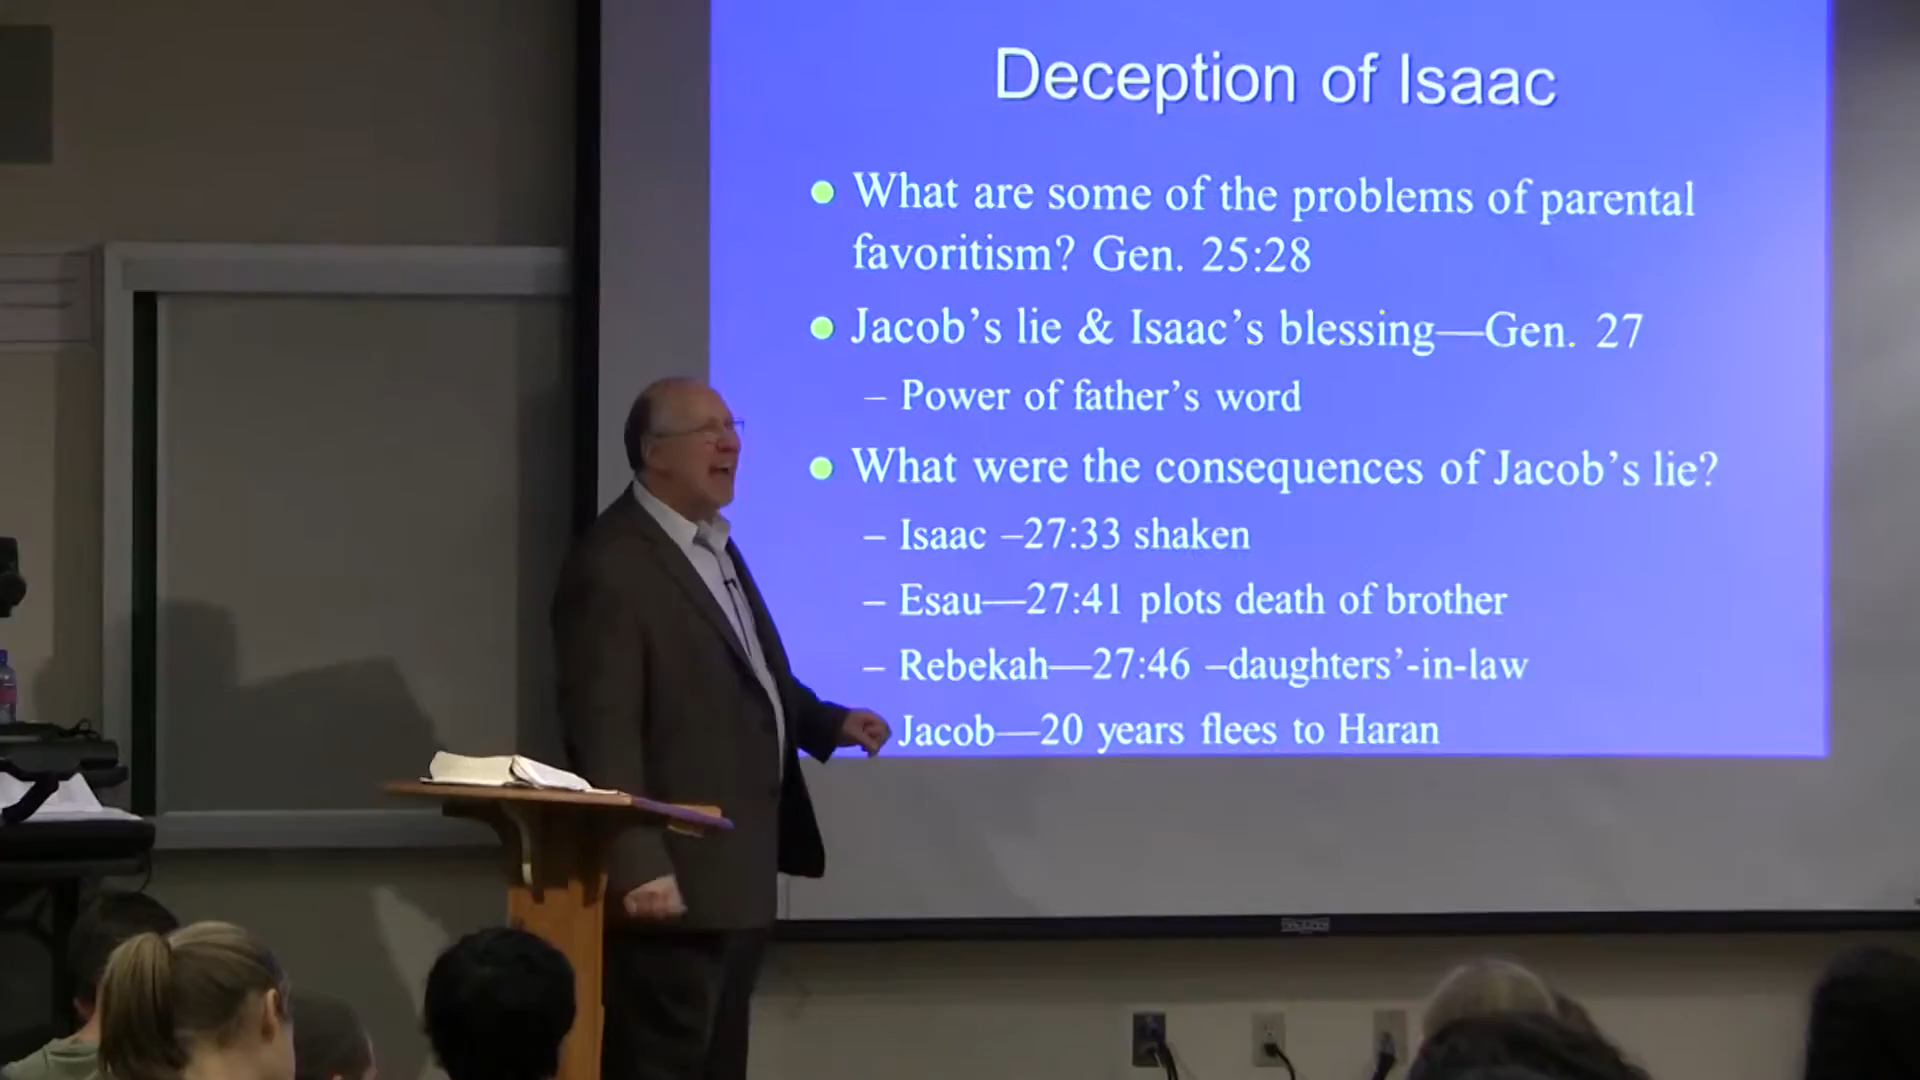 Deception of Isaac
What are some of the problems of parental
favoritism? Gen. 25:28
Jacob's lie & Isaac's blessing—Gen. 27
– Power of father's word
What were the consequences of Jacob's lie?
– Isaac –27:33 shaken
– Esau—27:41 plots death of brother
– Rebekah—27:46 –daughters'-in-law
Jacob—20 years flees to Haran